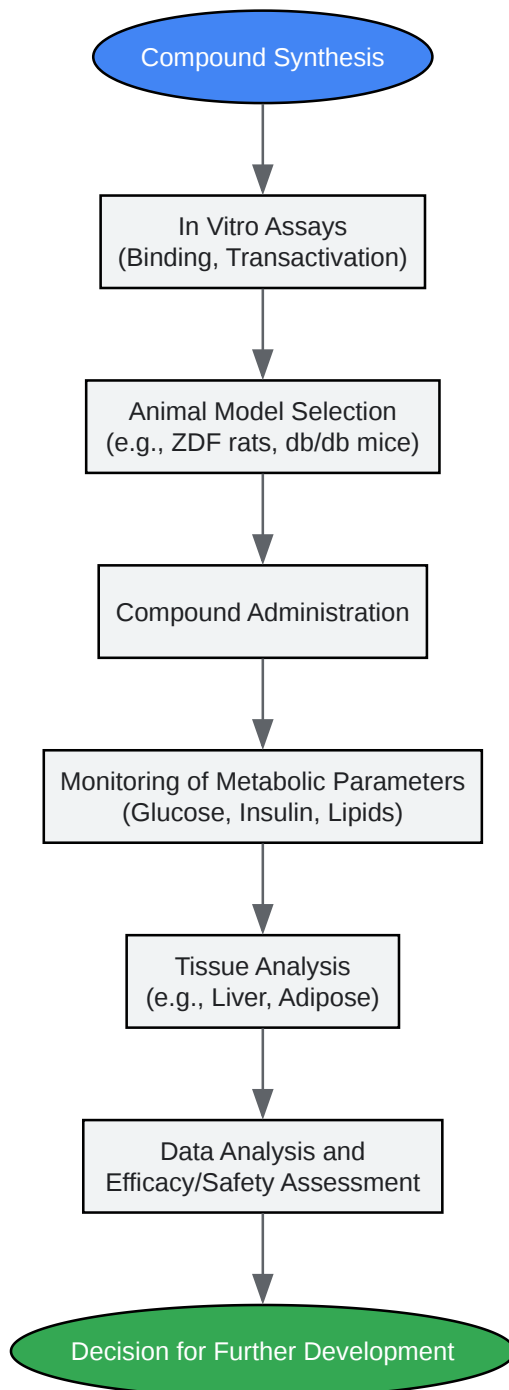 Compound Synthesis
In Vitro Assays
(Binding, Transactivation)
Animal Model Selection
(e.g., ZDF rats, db/db mice)
Compound Administration
Monitoring of Metabolic Parameters
(Glucose, Insulin, Lipids)
Tissue Analysis
(e.g., Liver, Adipose)
Data Analysis and
Efficacy/Safety Assessment
Decision for Further Development